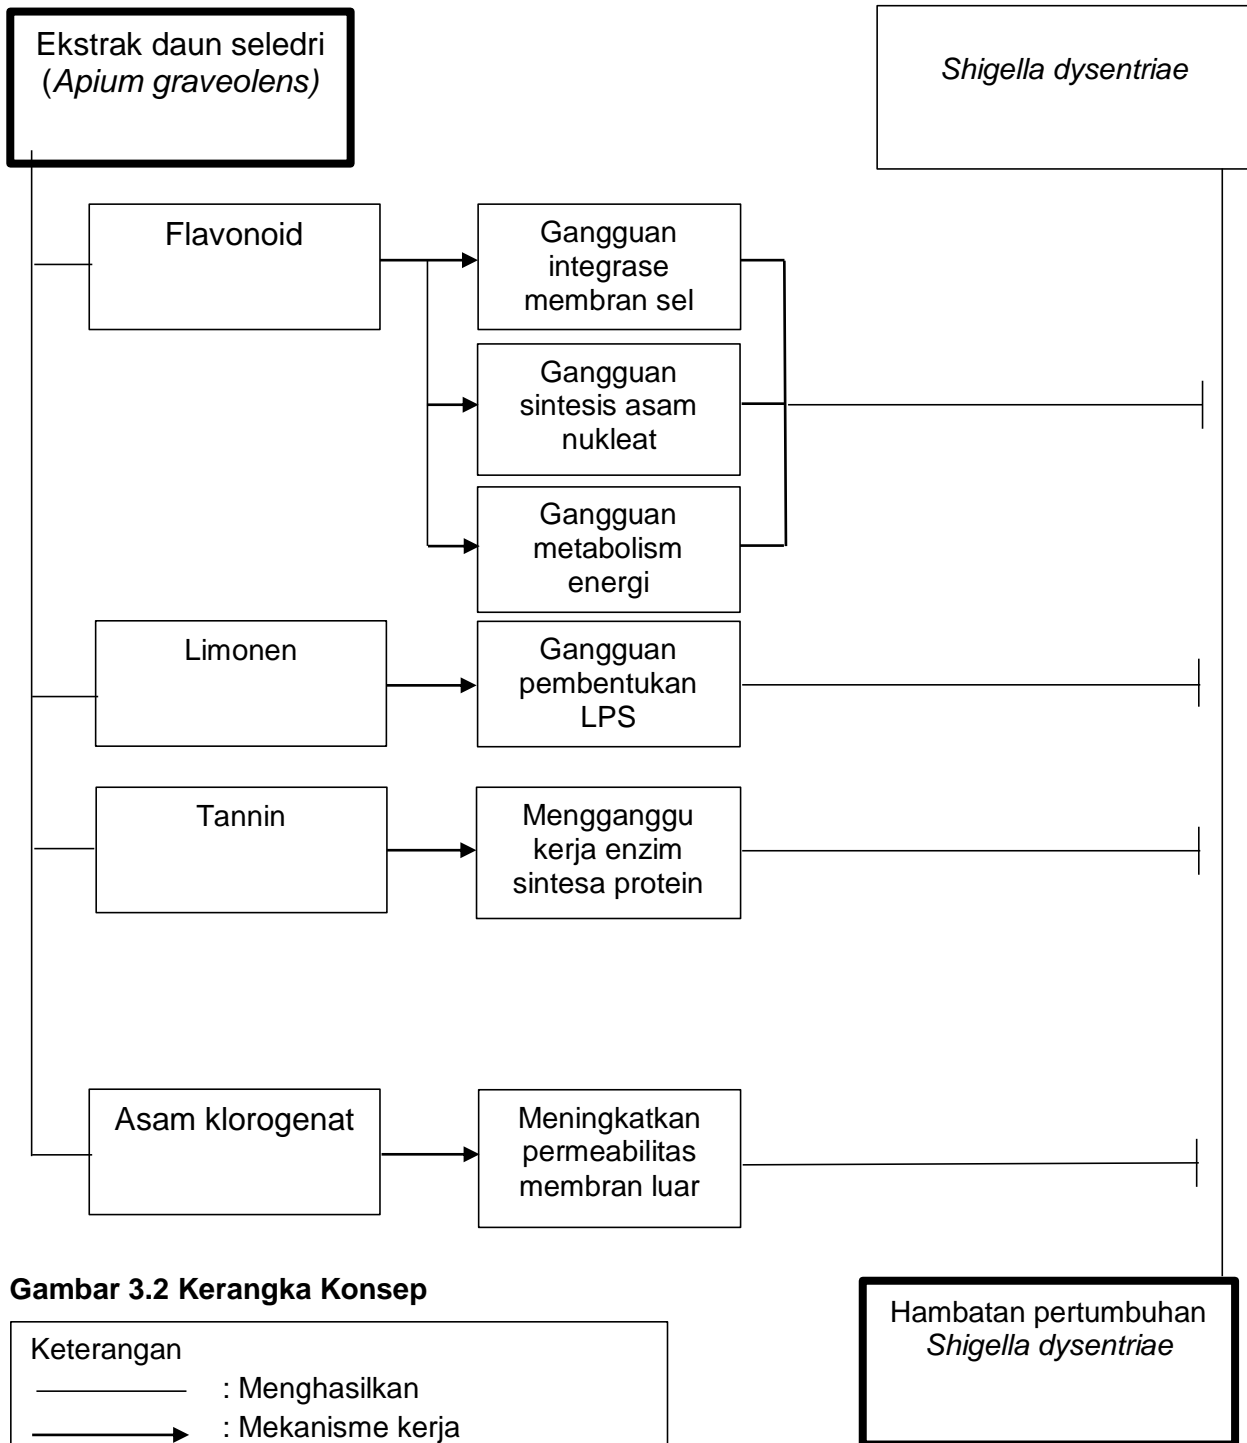 Ekstrak daun seledri
(Apium graveolens)
Shigella dysentriae
Flavonoid
Gangguan
integrase
membran sel
Gangguan
sintesis asam
nukleat
Gangguan
metabolism
energi
Limonen
Gangguan
pembentukan
LPS
Tannin
Mengganggu
kerja enzim
sintesa protein
Asam klorogenat
Meningkatkan
permeabilitas
membran luar
Gambar 3.2 Kerangka Konsep
Hambatan pertumbuhan
Shigella dysentriae
Keterangan
: Menghasilkan
: Mekanisme kerja